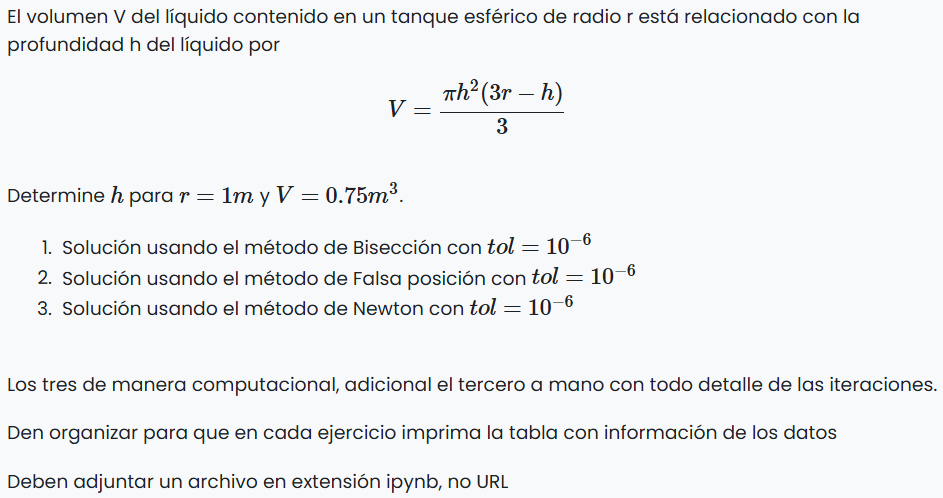 El volumen V del líquido contenido en un tanque esférico de radio r está relacionado con la
profundidad h del líquido por
V = πh²(3r − h) / 3
Determine h para r = 1m y V = 0.75m³.
1. Solución usando el método de Bisección con tol = 10⁻⁶
2. Solución usando el método de Falsa posición con tol = 10⁻⁶
3. Solución usando el método de Newton con tol = 10⁻⁶
Los tres de manera computacional, adicional el tercero a mano con todo detalle de las iteraciones.
Den organizar para que en cada ejercicio imprima la tabla con información de los datos
Deben adjuntar un archivo en extensión ipynb, no URL